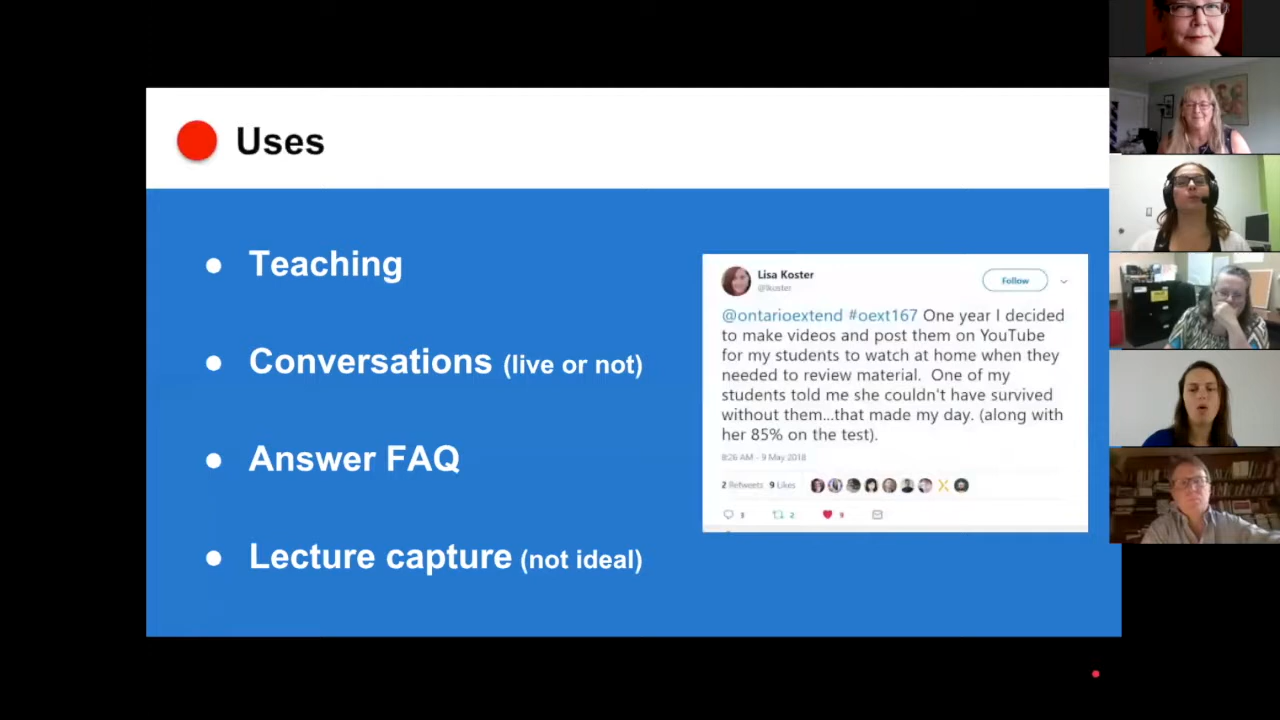 Uses
● Teaching
● Conversations (live or not)
● Answer FAQ
● Lecture capture (not ideal)
Lisa Koster
@lkoster
Follow
@ontarioextend #oext167 One year I decided
to make videos and post them on YouTube
for my students to watch at home when they
needed to review material. One of my
students told me she couldn't have survived
without them...that made my day. (along with
her 85% on the test).
8:26 AM - 9 May 2018
2 Retweets 9 Likes
2
9